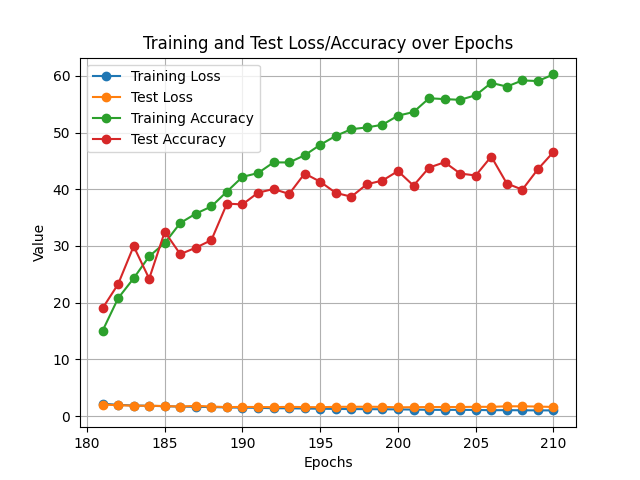 Training and Test Loss/Accuracy over Epochs
Training Loss
Test Loss
Training Accuracy
Test Accuracy
Value
60
50
40
30
20
10
0
180
185
190
195
200
205
210
Epochs